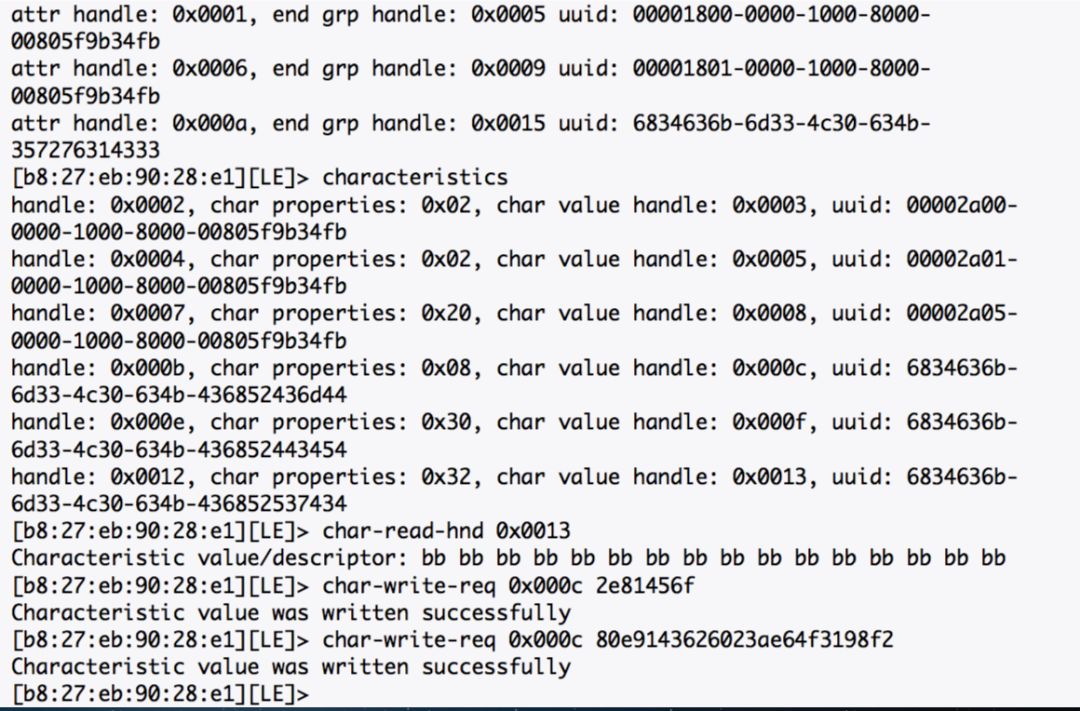 attr handle: 0x0001, end grp handle: 0x0005 uuid: 00001800-0000-1000-8000-
00805f9b34fb
attr handle: 0x0006, end grp handle: 0x0009 uuid: 00001801-0000-1000-8000-
00805f9b34fb
attr handle: 0x000a, end grp handle: 0x0015 uuid: 6834636b-6d33-4c30-634b-
357276314333
[b8:27:eb:90:28:e1][LE]> characteristics
handle: 0x0002, char properties: 0x02, char value handle: 0x0003, uuid: 00002a00-
0000-1000-8000-00805f9b34fb
handle: 0x0004, char properties: 0x02, char value handle: 0x0005, uuid: 00002a01-
0000-1000-8000-00805f9b34fb
handle: 0x0007, char properties: 0x20, char value handle: 0x0008, uuid: 00002a05-
0000-1000-8000-00805f9b34fb
handle: 0x000b, char properties: 0x08, char value handle: 0x000c, uuid: 6834636b-
6d33-4c30-634b-436852436d44
handle: 0x000e, char properties: 0x30, char value handle: 0x000f, uuid: 6834636b-
6d33-4c30-634b-436852443454
handle: 0x0012, char properties: 0x32, char value handle: 0x0013, uuid: 6834636b-
6d33-4c30-634b-436852537434
[b8:27:eb:90:28:e1][LE]> char-read-hnd 0x0013
Characteristic value/descriptor: bb bb bb bb bb bb bb bb bb bb bb bb bb bb bb bb
[b8:27:eb:90:28:e1][LE]> char-write-req 0x000c 2e81456f
Characteristic value was written successfully
[b8:27:eb:90:28:e1][LE]> char-write-req 0x000c 80e9143626023ae64f3198f2
Characteristic value was written successfully
[b8:27:eb:90:28:e1][LE]>